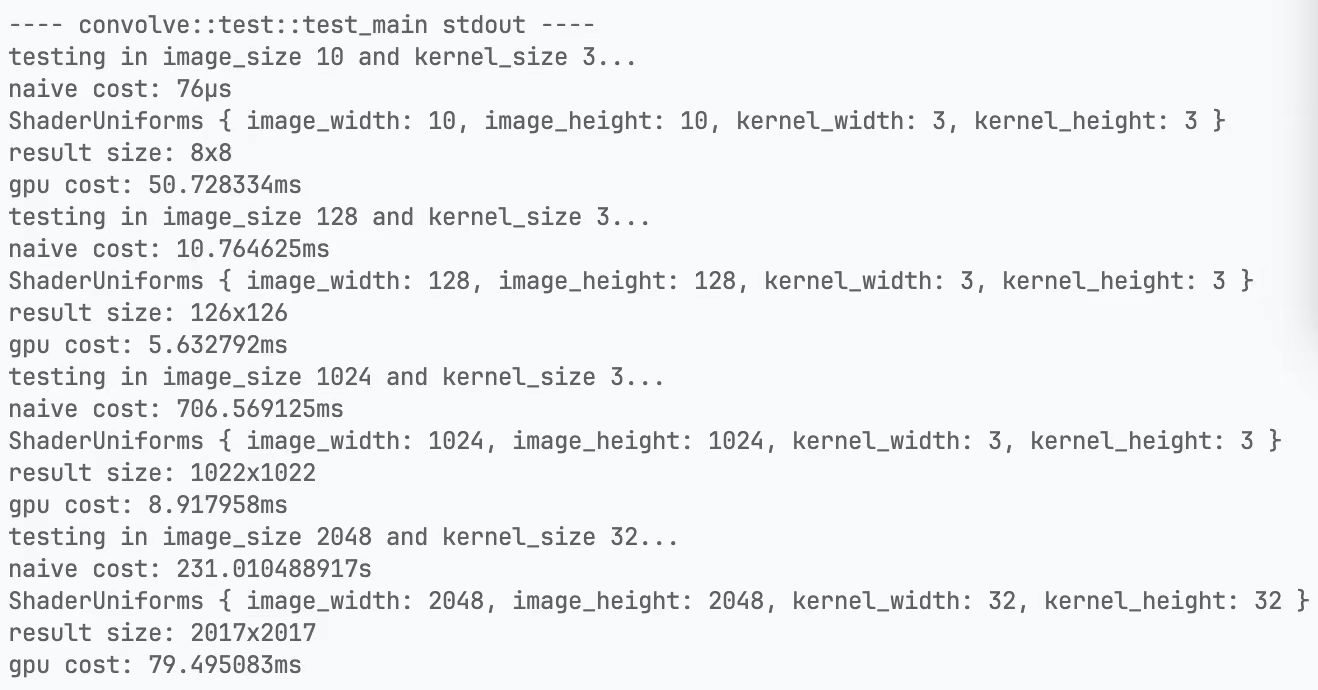 ---- convolve::test::test_main stdout ----
testing in image_size 10 and kernel_size 3...
naive cost: 76µs
ShaderUniforms { image_width: 10, image_height: 10, kernel_width: 3, kernel_height: 3 }
result size: 8x8
gpu cost: 50.728334ms
testing in image_size 128 and kernel_size 3...
naive cost: 10.764625ms
ShaderUniforms { image_width: 128, image_height: 128, kernel_width: 3, kernel_height: 3 }
result size: 126x126
gpu cost: 5.632792ms
testing in image_size 1024 and kernel_size 3...
naive cost: 706.569125ms
ShaderUniforms { image_width: 1024, image_height: 1024, kernel_width: 3, kernel_height: 3 }
result size: 1022x1022
gpu cost: 8.917958ms
testing in image_size 2048 and kernel_size 32...
naive cost: 231.010488917s
ShaderUniforms { image_width: 2048, image_height: 2048, kernel_width: 32, kernel_height: 32 }
result size: 2017x2017
gpu cost: 79.495083ms